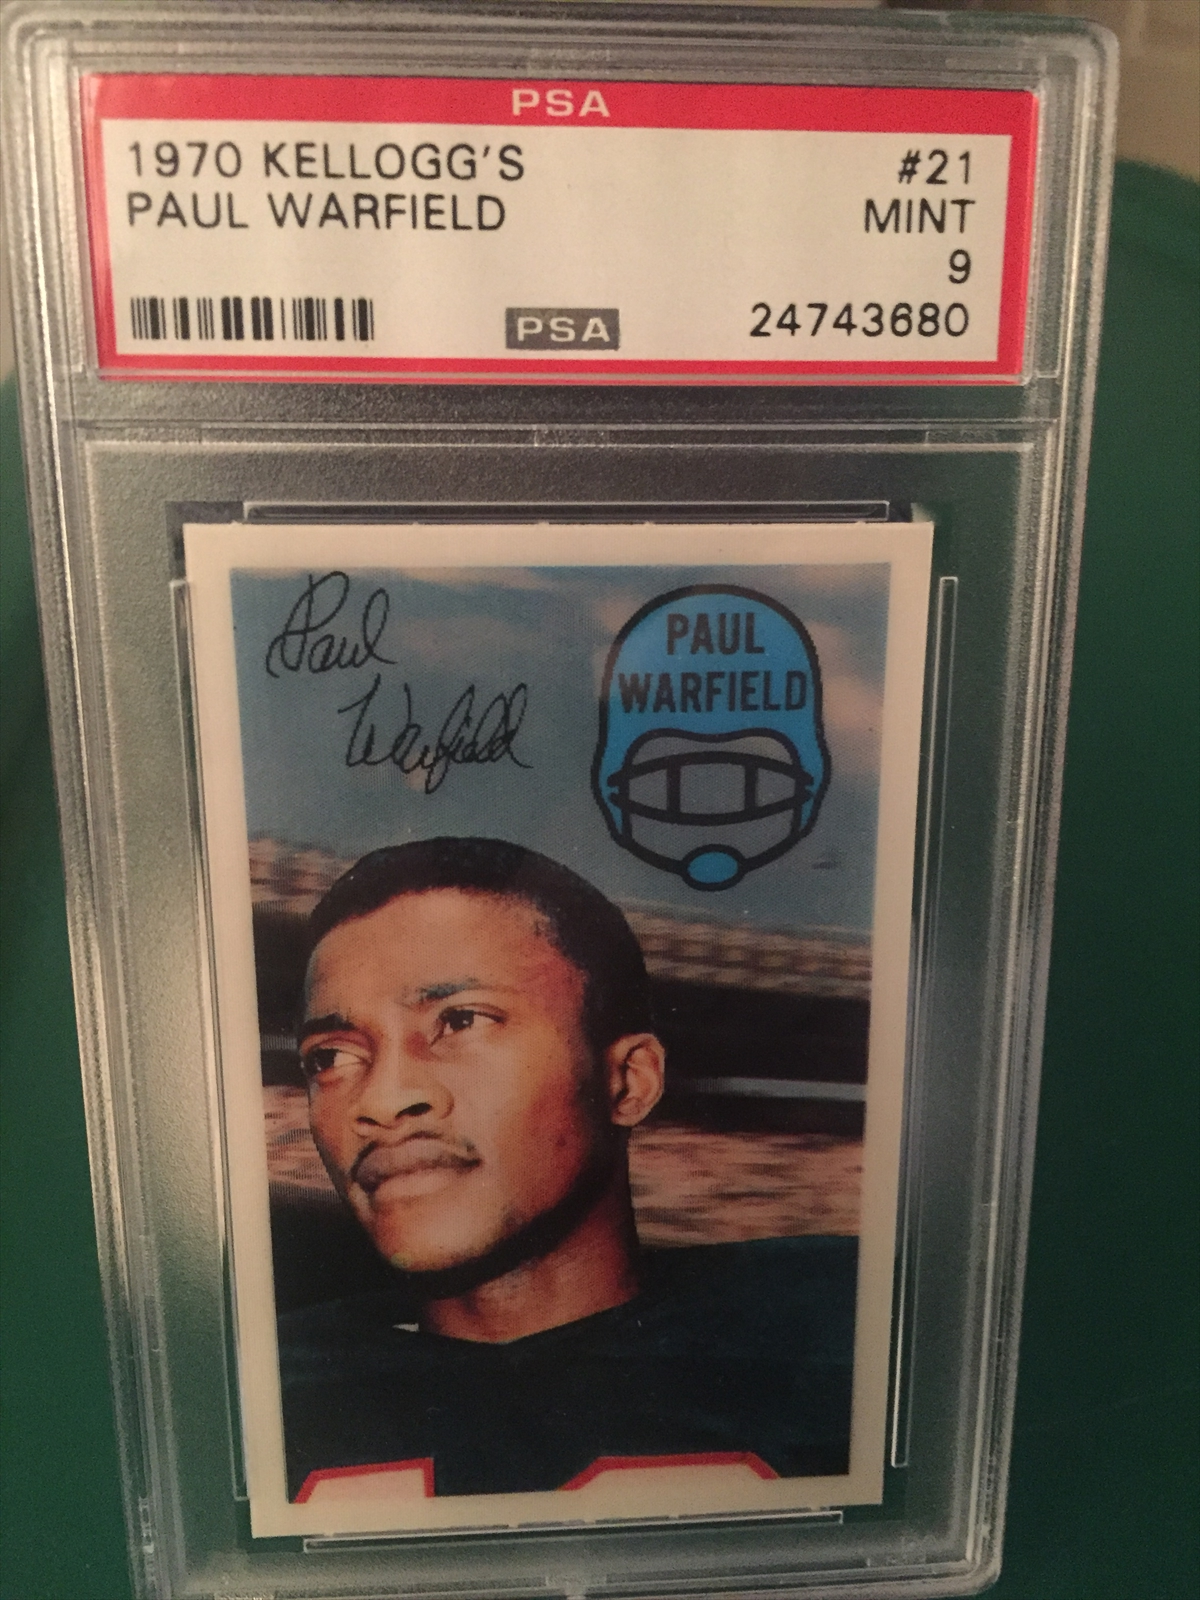 PSA
1970 KELLOGG'S #21
PAUL WARFIELD MINT
9
PSA 24743680
Paul
Warfield
PAUL
WARFIELD